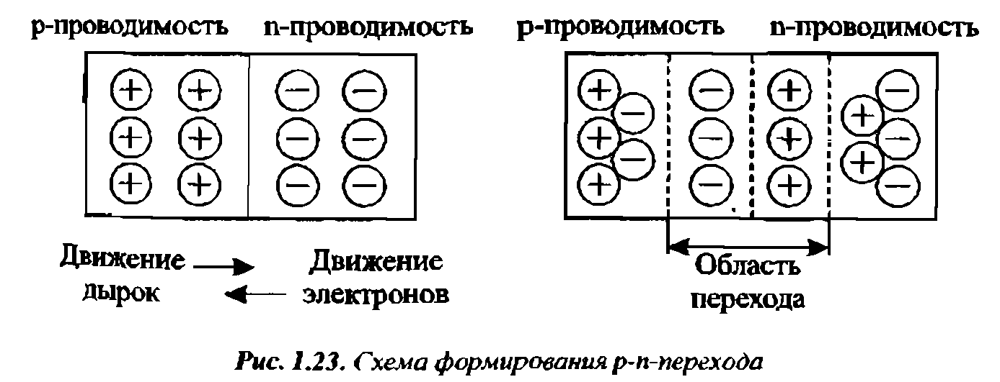 p-проводимость n-проводимость
p-проводимость n-проводимость
Движение
дырок
Движение
электронов
Область
перехода
Рис. 1.23. Схема формирования p-n-перехода